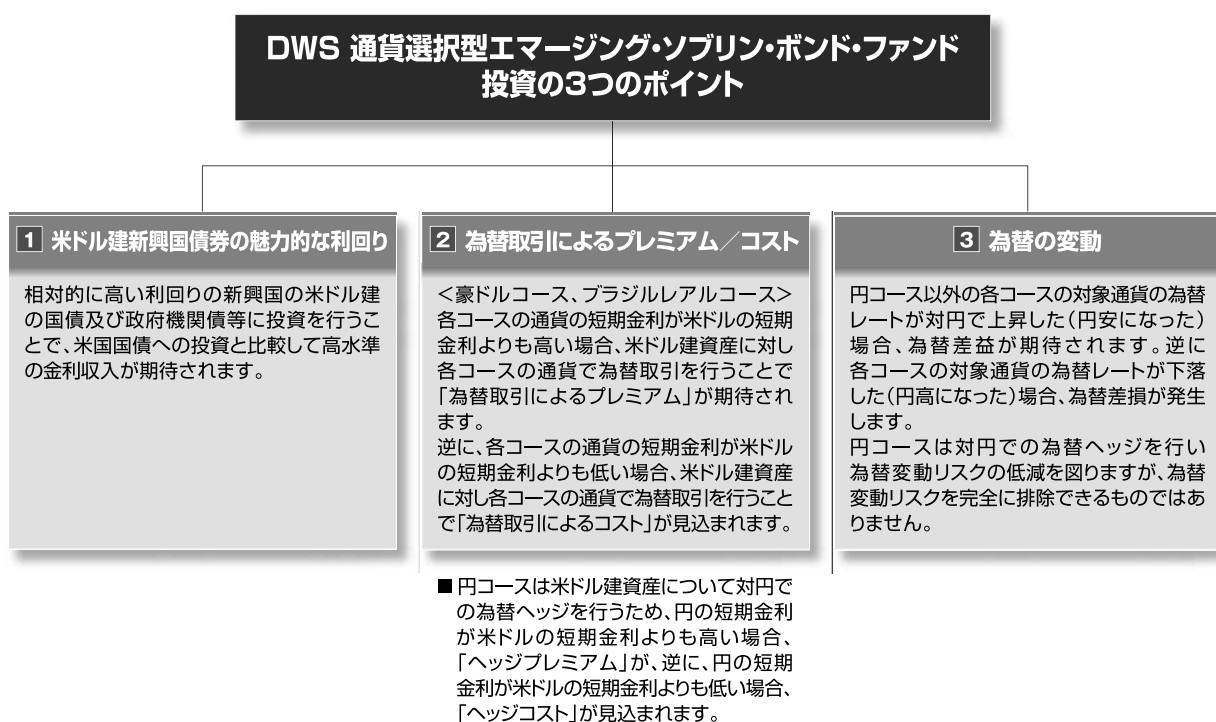 DWS 通貨選択型エマージング・ソブリン・ボンド・ファンド
投資の3つのポイント
1 米ドル建新興国債券の魅力的な利回り
相対的に高い利回りの新興国の米ドル建
の国債及び政府機関債等に投資を行うこ
とで、米国国債への投資と比較して高水準
の金利収入が期待されます。
2 為替取引によるプレミアム／コスト
＜豪ドルコース、ブラジルレアルコース＞
各コースの通貨の短期金利が米ドルの短期
金利よりも高い場合、米ドル建資産に対し
各コースの通貨で為替取引を行うことで
「為替取引によるプレミアム」が期待され
ます。
逆に、各コースの通貨の短期金利が米ドル
の短期金利よりも低い場合、米ドル建資産
に対し各コースの通貨で為替取引を行うこと
で「為替取引によるコスト」が見込まれます。
■ 円コースは米ドル建資産について対円で
の為替ヘッジを行うため、円の短期金利
が米ドルの短期金利よりも高い場合、
「ヘッジプレミアム」が、逆に、円の短期
金利が米ドルの短期金利よりも低い場合、
「ヘッジコスト」が見込まれます。
3 為替の変動
円コース以外の各コースの対象通貨の為替
レートが対円で上昇した（円安になった）
場合、為替差益が期待されます。逆に
各コースの対象通貨の為替レートが下落
した（円高になった）場合、為替差損が発生
します。
円コースは対円での為替ヘッジを行い
為替変動リスクの低減を図りますが、為替
変動リスクを完全に排除できるものではあ
りません。